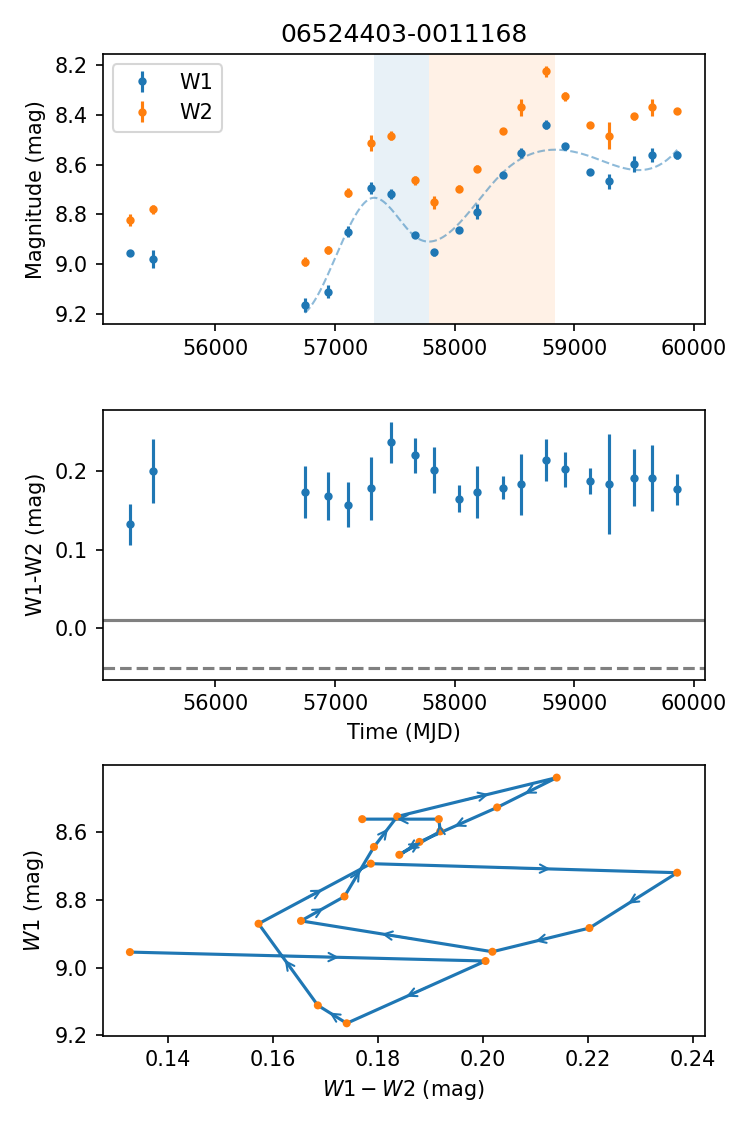 06524403-0011168
Magnitude (mag)
8.2
8.4
8.6
8.8
9.0
9.2
W1
W2
56000 57000 58000 59000 60000
W1-W2 (mag)
0.2
0.1
0.0
56000 57000 58000 59000 60000
Time (MJD)
W1 (mag)
8.6
8.8
9.0
9.2
0.14 0.16 0.18 0.20 0.22 0.24
W1 − W2 (mag)